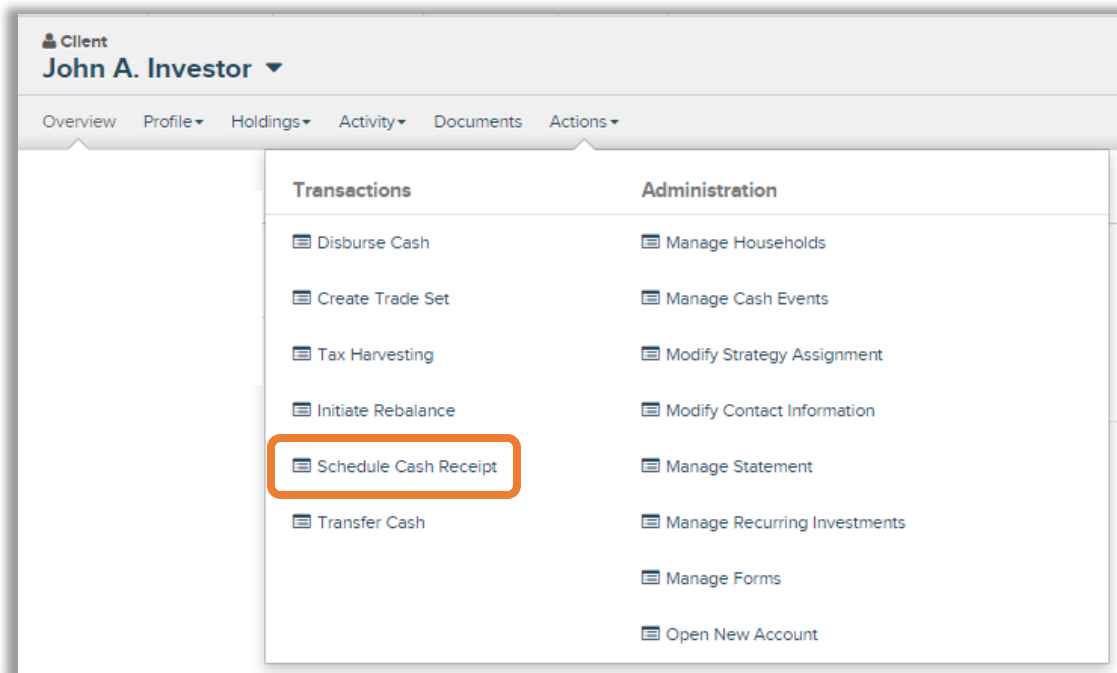 Client
John A. Investor
Overview Profile Holdings Activity Documents Actions
Transactions
Disburse Cash
Create Trade Set
Tax Harvesting
Initiate Rebalance
Schedule Cash Receipt
Transfer Cash
Administration
Manage Households
Manage Cash Events
Modify Strategy Assignment
Modify Contact Information
Manage Statement
Manage Recurring Investments
Manage Forms
Open New Account